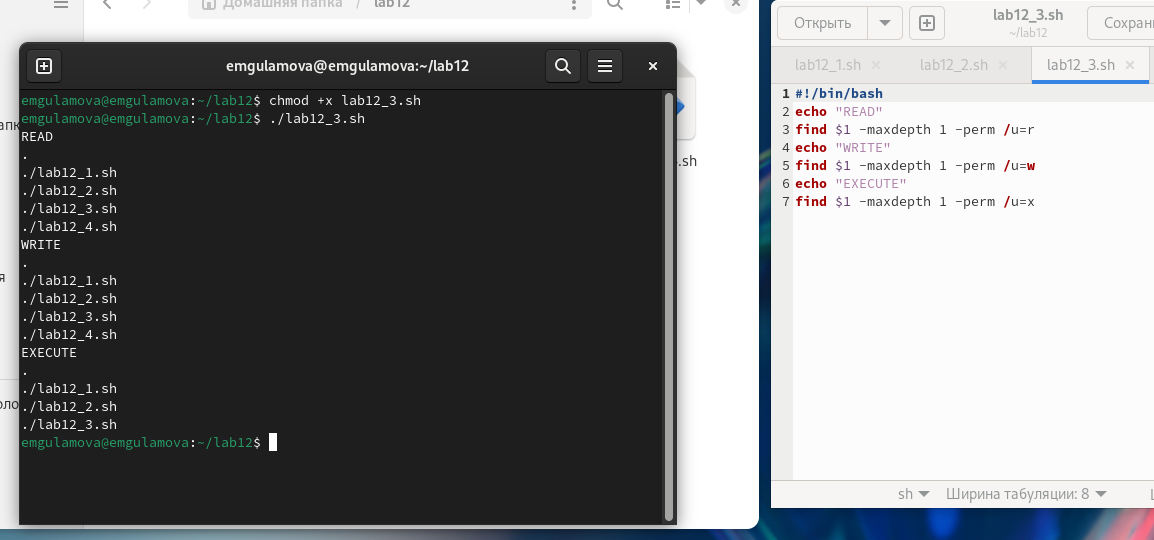 Домашняя папка / lab12
emgulamova@emgulamova:~/lab12
emgulamova@emgulamova:~/lab12$ chmod +x lab12_3.sh
emgulamova@emgulamova:~/lab12$ ./lab12_3.sh
READ
.
./lab12_1.sh
./lab12_2.sh
./lab12_3.sh
./lab12_4.sh
WRITE
.
./lab12_1.sh
./lab12_2.sh
./lab12_3.sh
./lab12_4.sh
EXECUTE
.
./lab12_1.sh
./lab12_2.sh
./lab12_3.sh
emgulamova@emgulamova:~/lab12$
.sh
Открыть
lab12_3.sh
~/lab12
Сохран
lab12_1.sh × lab12_2.sh × lab12_3.sh ×
1 #!/bin/bash
2 echo "READ"
3 find $1 -maxdepth 1 -perm /u=r
4 echo "WRITE"
5 find $1 -maxdepth 1 -perm /u=w
6 echo "EXECUTE"
7 find $1 -maxdepth 1 -perm /u=x
sh Ширина табуляции: 8